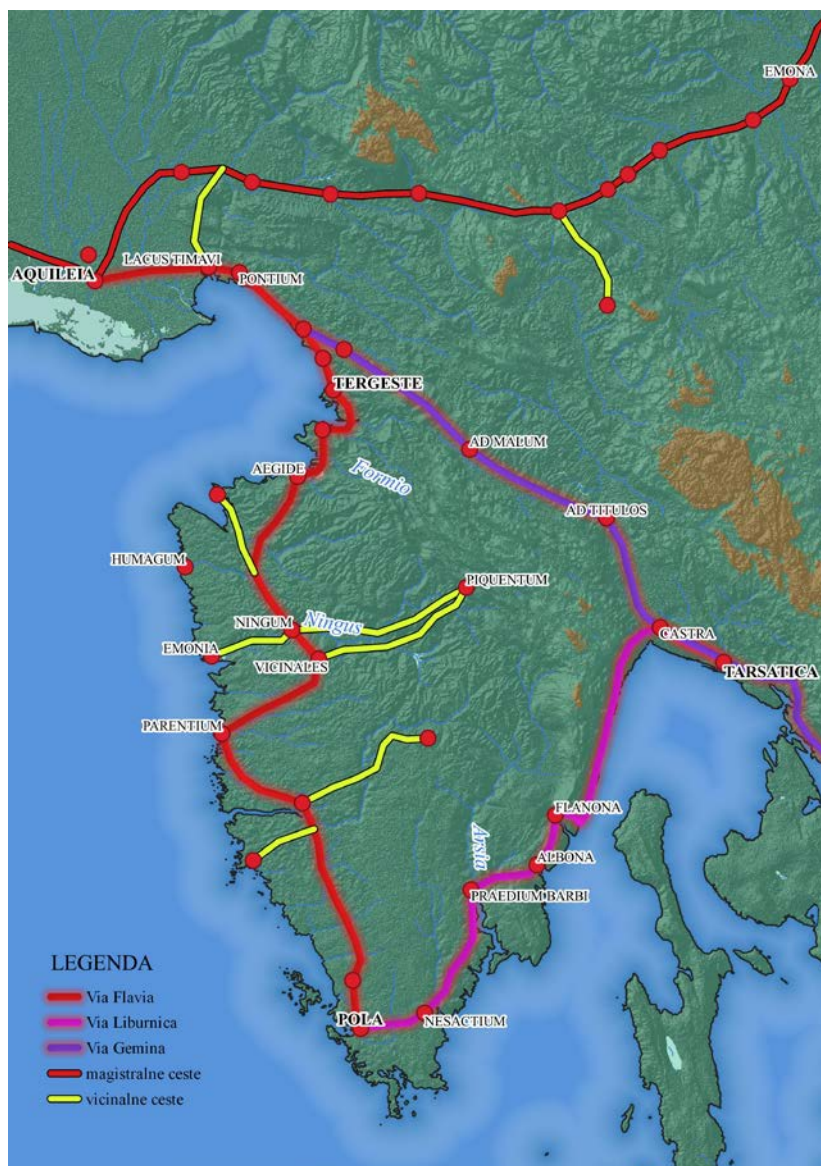 EMONA
LACUS TIMAVI
AQUILEIA
PONTIUM
TERGESTE
AD MALUM
AEGIDE
Formio
AD TITULOS
HUMAGUM
PIQUENTUM
NINGUM
Ningus
CASTRA
EMONIA
VICINALES
TARSATICA
PARENTIUM
FLANONA
Arsia
ALBONA
PRAEDIUM BARBI
LEGENDA
Via Flavia
Via Liburnica
POLA
NESACTIUM
Via Gemina
magistralne ceste
vicinalne ceste